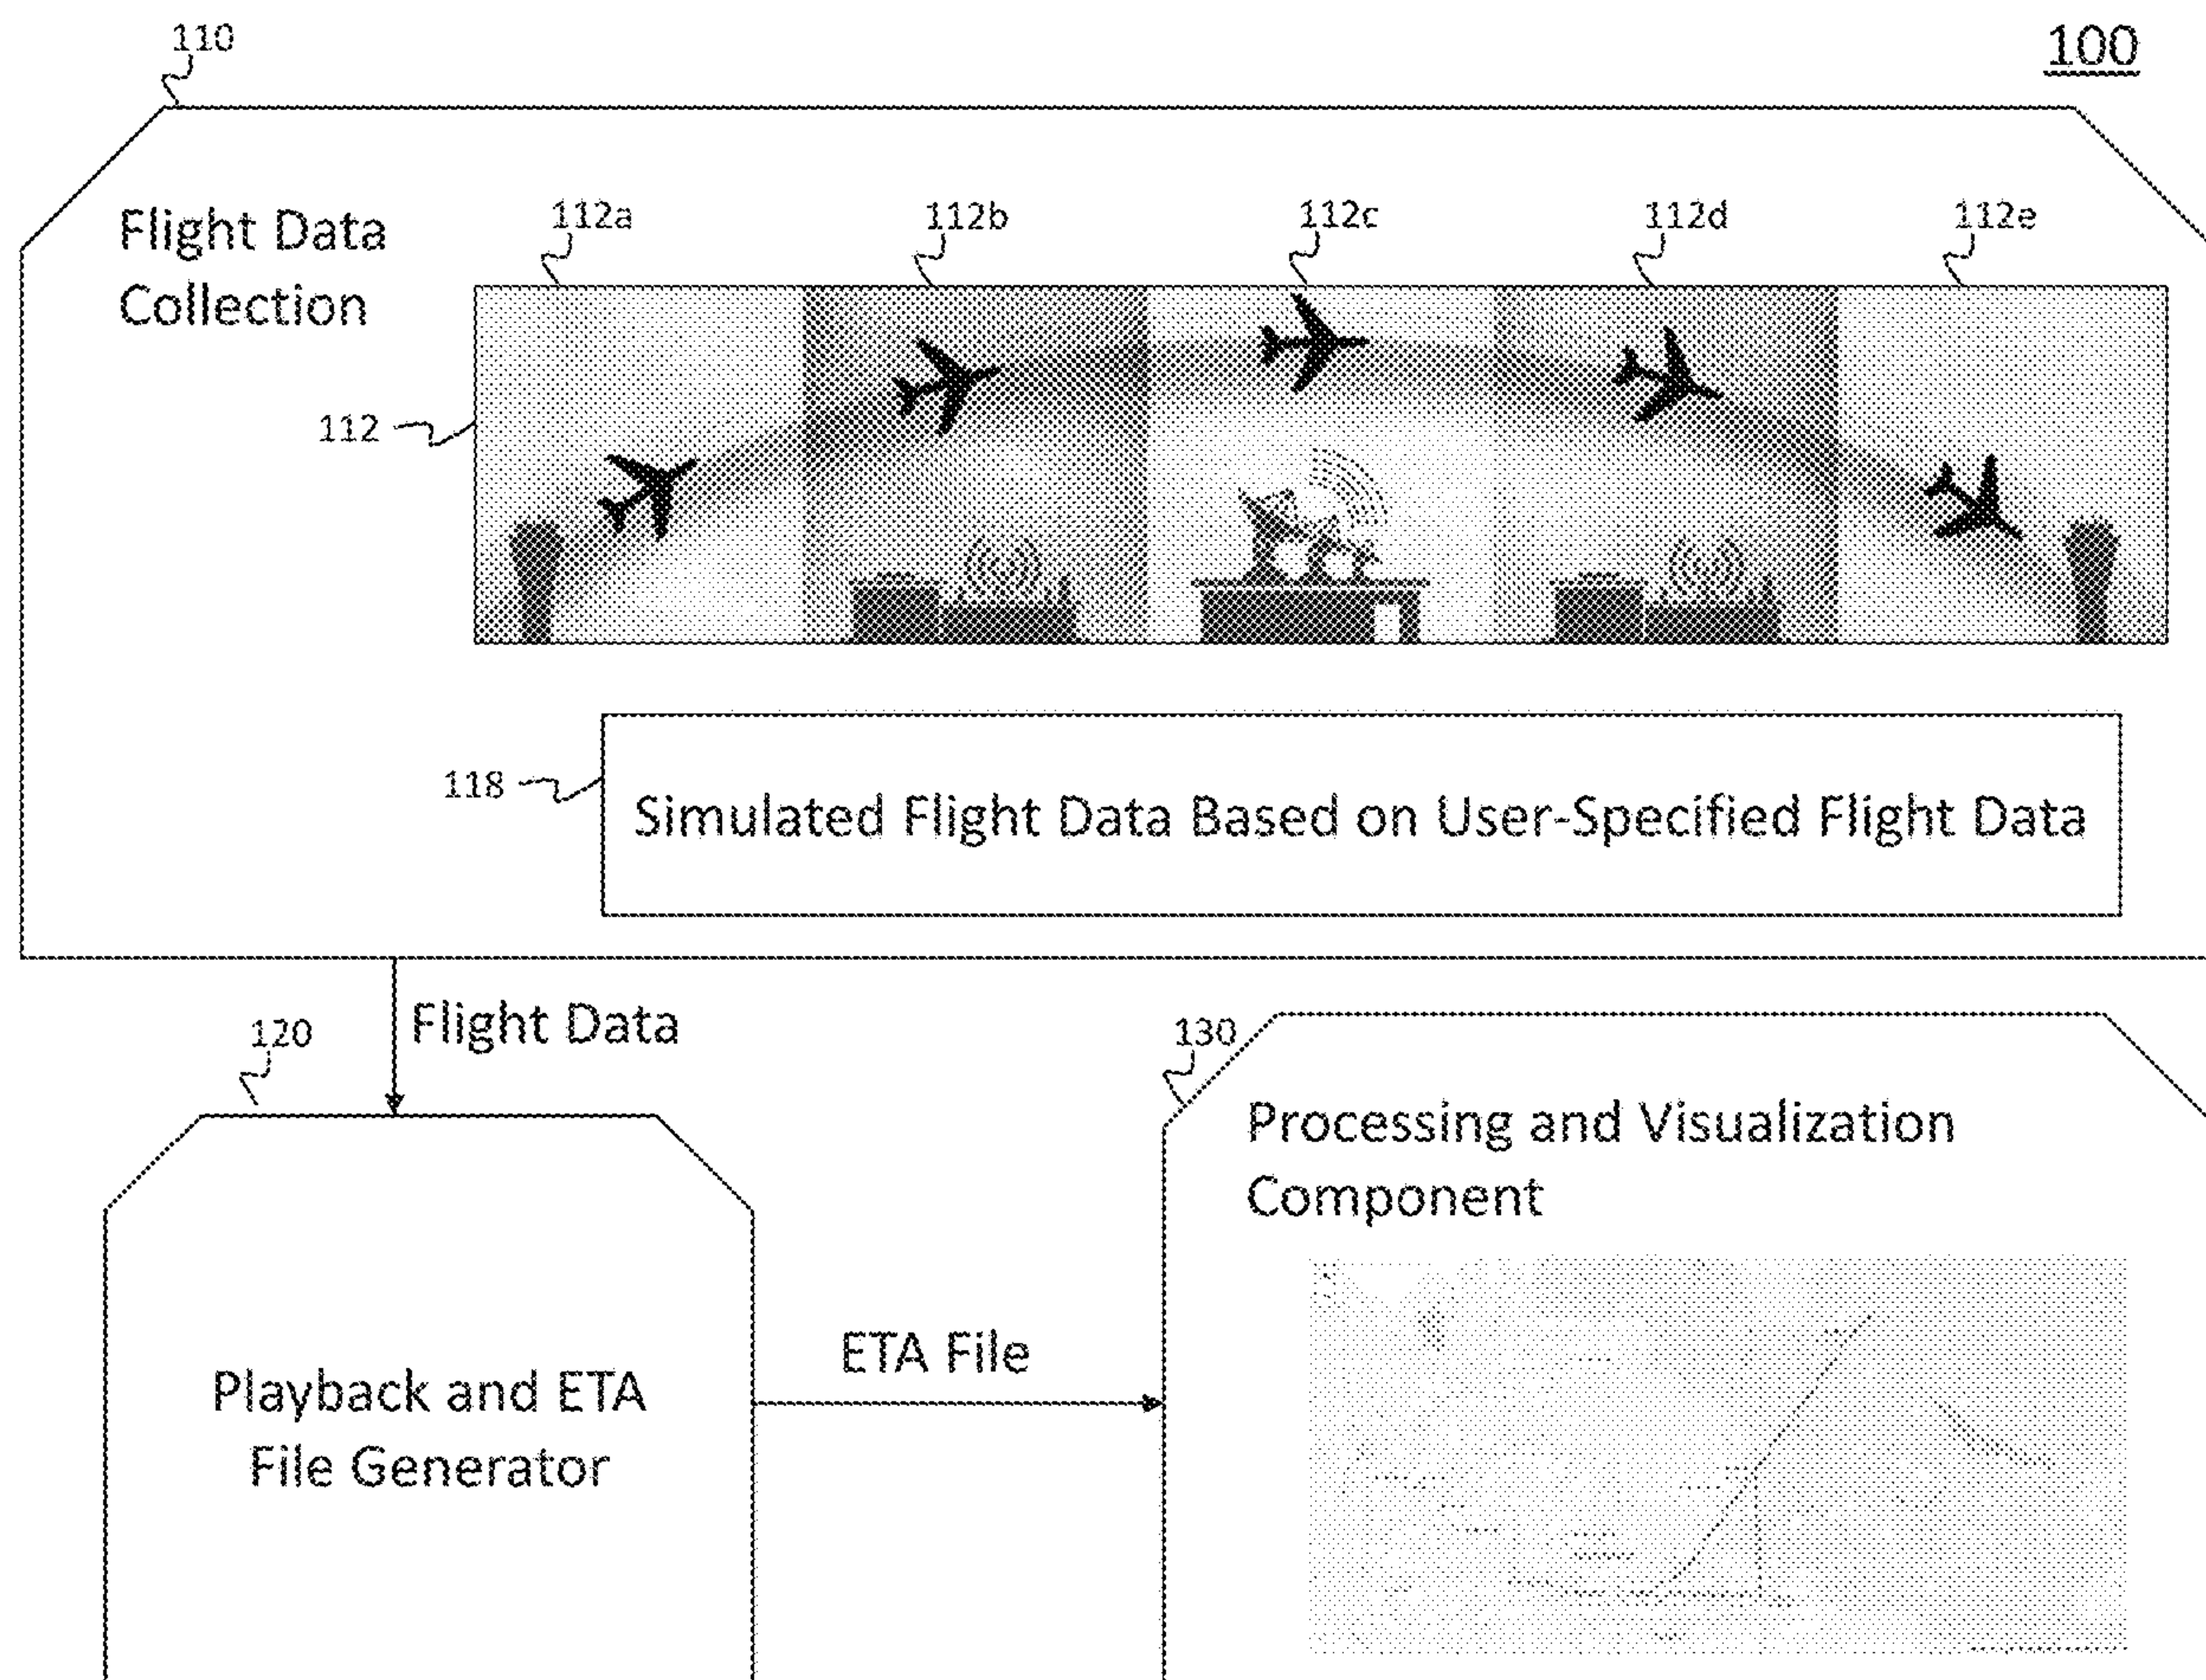 110
100
Flight Data
Collection
112a
112b
112c
112d
112e
112
118
Simulated Flight Data Based on User-Specified Flight Data
Flight Data
120
130
Processing and Visualization
Component
ETA File
Playback and ETA
File Generator